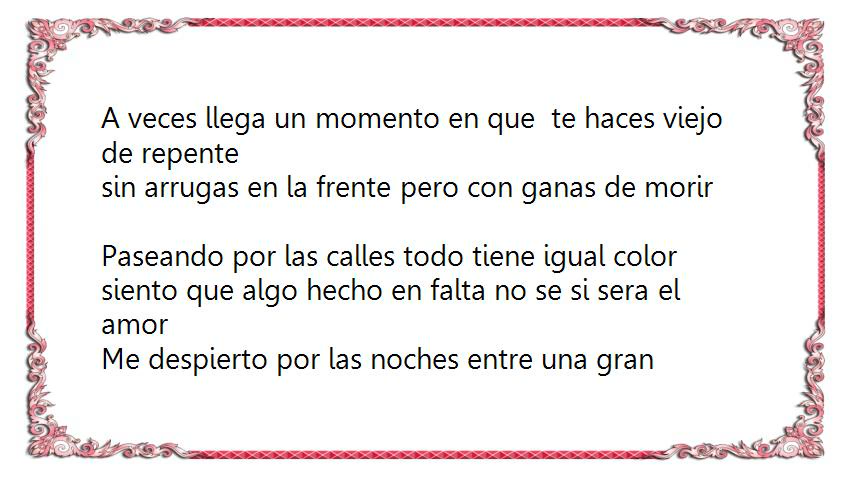 A veces llega un momento en que  te haces viejo
de repente
sin arrugas en la frente pero con ganas de morir
Paseando por las calles todo tiene igual color
siento que algo hecho en falta no se si sera el
amor
Me despierto por las noches entre una gran